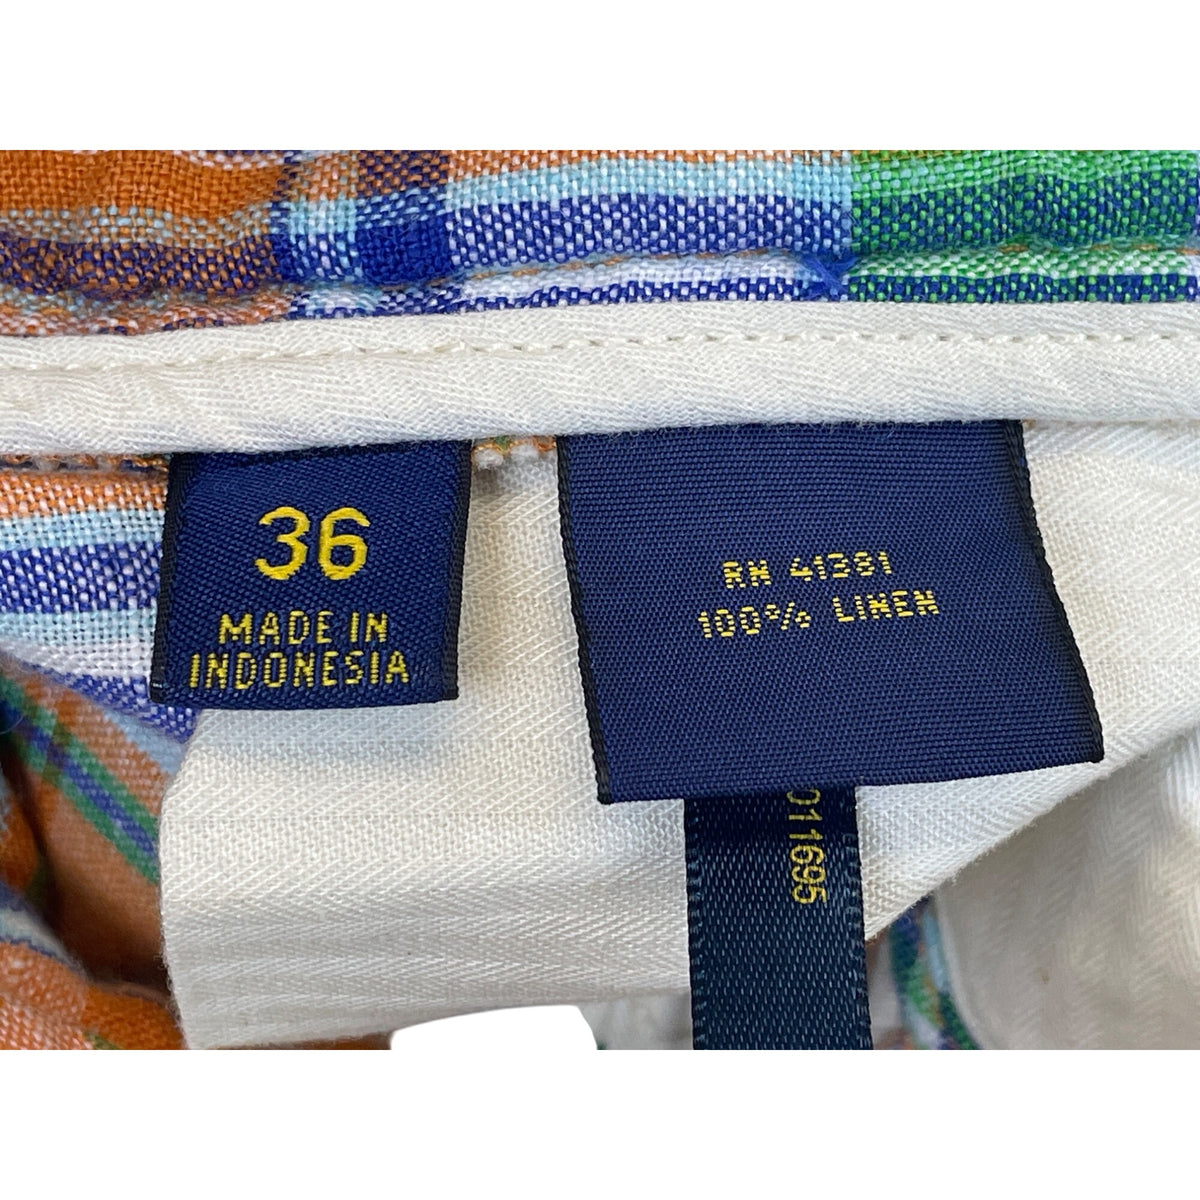 36
MADE IN
INDONESIA
RN 41381
100% LINEN
011695